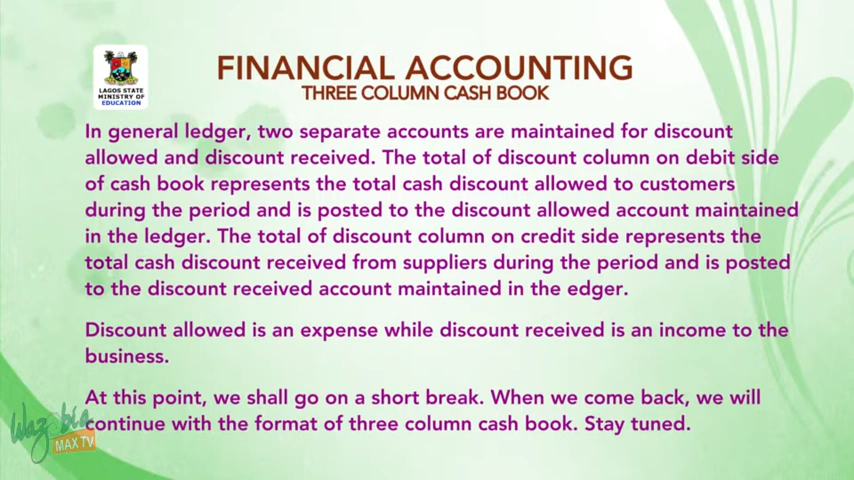 FINANCIAL ACCOUNTING
THREE COLUMN CASH BOOK
LAGOS STATE
MINISTRY OF
EDUCATION
In general ledger, two separate accounts are maintained for discount
allowed and discount received. The total of discount column on debit side
of cash book represents the total cash discount allowed to customers
during the period and is posted to the discount allowed account maintained
in the ledger. The total of discount column on credit side represents the
total cash discount received from suppliers during the period and is posted
to the discount received account maintained in the edger.
Discount allowed is an expense while discount received is an income to the
business.
At this point, we shall go on a short break. When we come back, we will
continue with the format of three column cash book. Stay tuned.
Wazobia
MAX TV